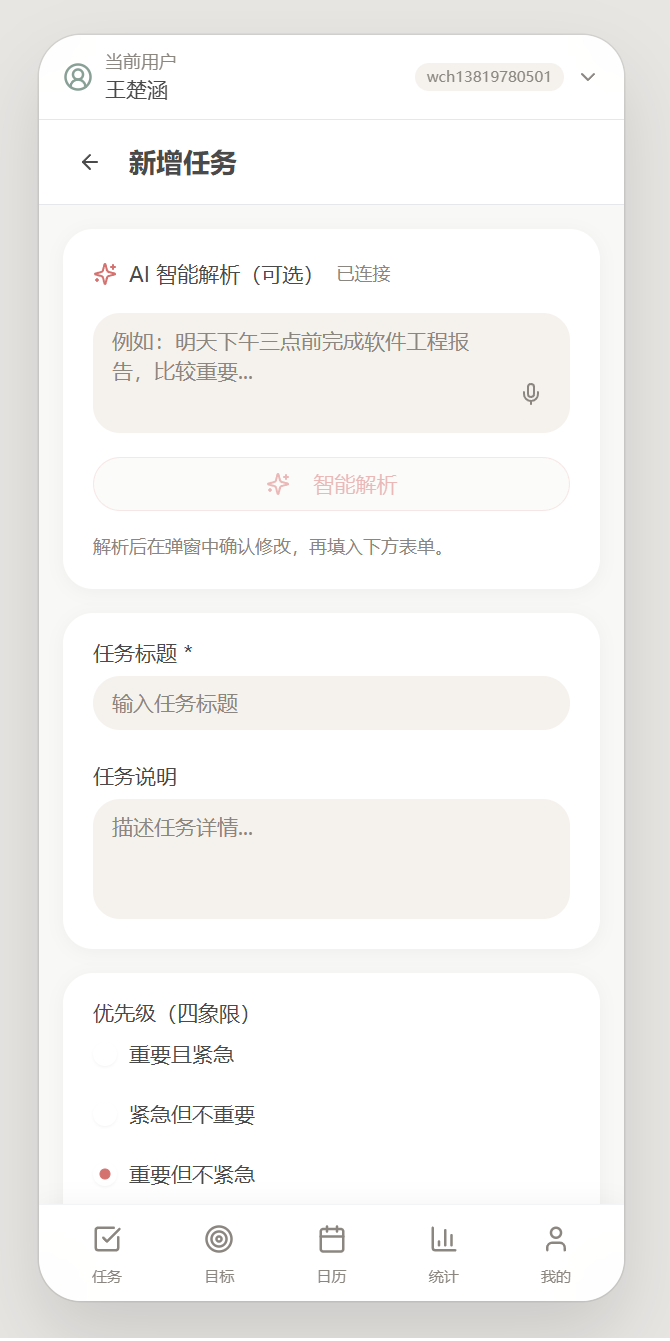 当前用户
王楚涵
wch13819780501
新增任务
AI 智能解析（可选） 已连接
例如：明天下午三点前完成软件工程报
告，比较重要...
智能解析
解析后在弹窗中确认修改，再填入下方表单。
任务标题 *
输入任务标题
任务说明
描述任务详情...
优先级（四象限）
重要且紧急
紧急但不重要
重要但不紧急
任务 目标 日历 统计 我的